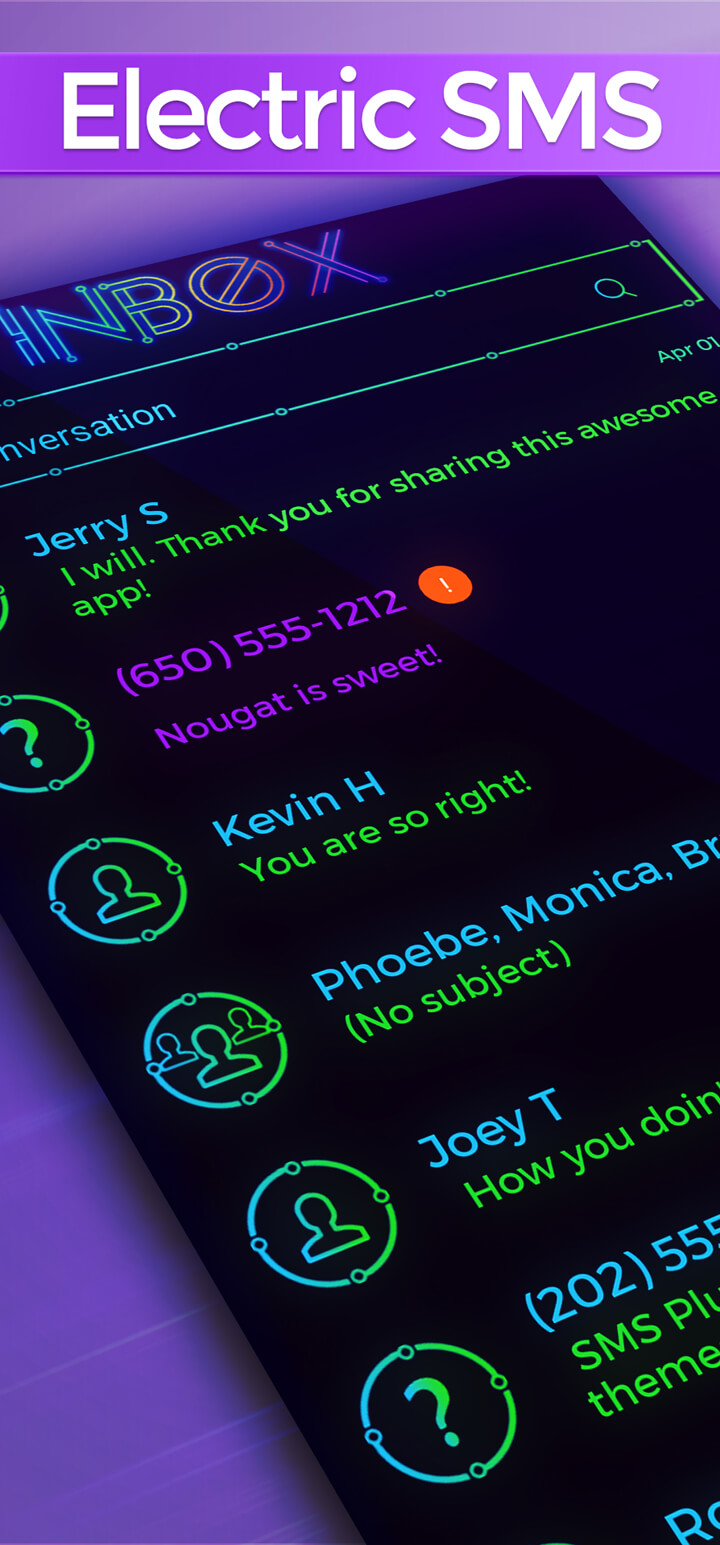 Electric SMS
INBOX
nversation
Apr 01
Jerry S
I will. Thank you for sharing this awesome
app!
(650) 555-1212
!
Nougat is sweet!
?
Kevin H
You are so right!
Phoebe, Monica, Br
(No subject)
Joey T
How you doin'
(202) 555
SMS Plu
theme
?
Ro